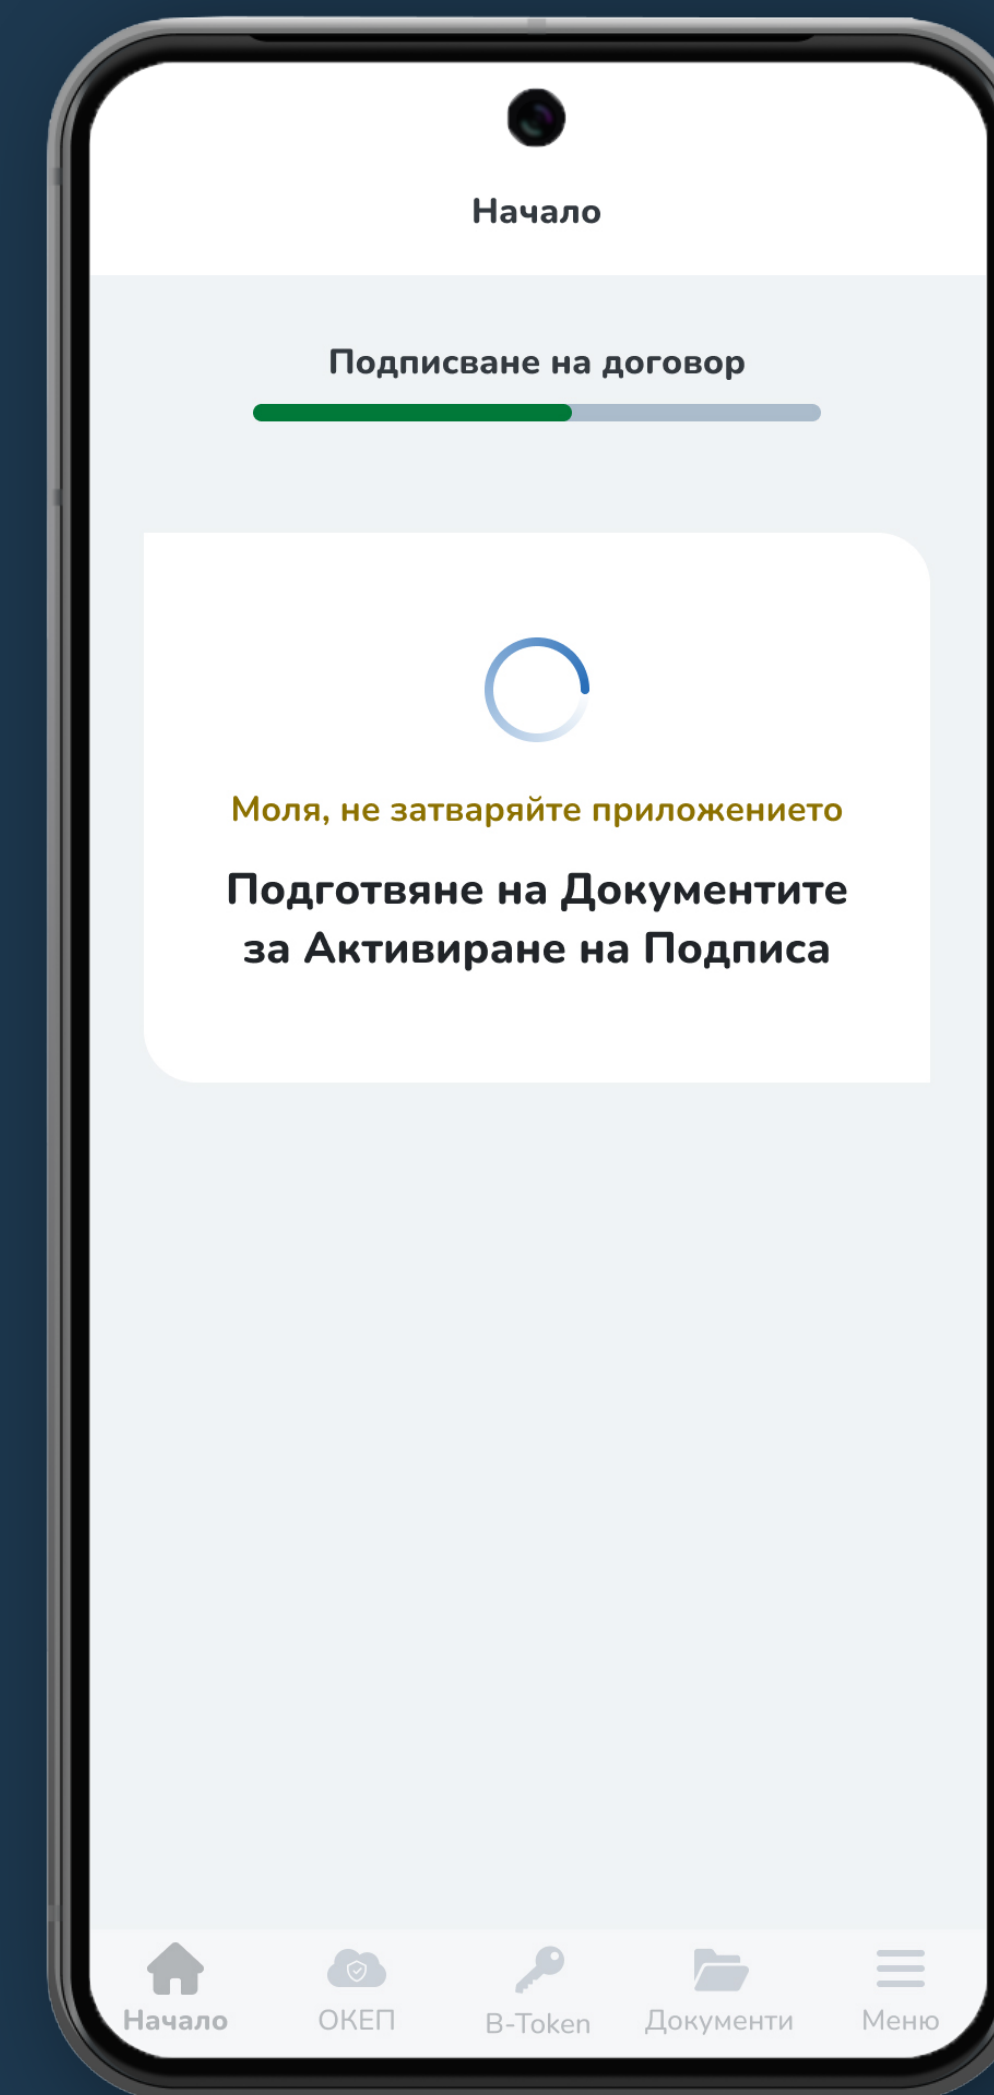 Начало
Подписване на договор
Моля, не затваряйте приложението
Подготвяне на Документите
за Активиране на Подписа
Начало
ОКЕП
B-Token
Документи
Меню